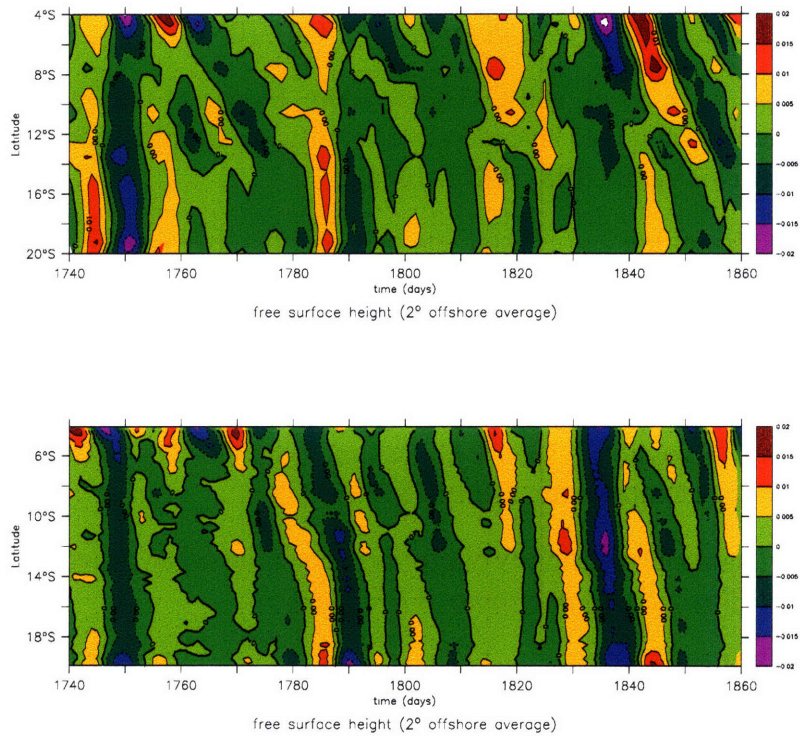 4°S
8°S
12°S
16°S
20°S
Latitude
1740 1760 1780 1800 1820 1840 1860
time (days)
free surface height (2° offshore average)
0 02
0 015
0 01
0 005
0
-0 005
-0 01
-0 015
-0 02
6°S
10°S
14°S
18°S
Latitude
1740 1760 1780 1800 1820 1840 1860
time (days)
free surface height (2° offshore average)
0 02
0 015
0 01
0 005
0
-0 005
-0 01
-0 015
-0 02